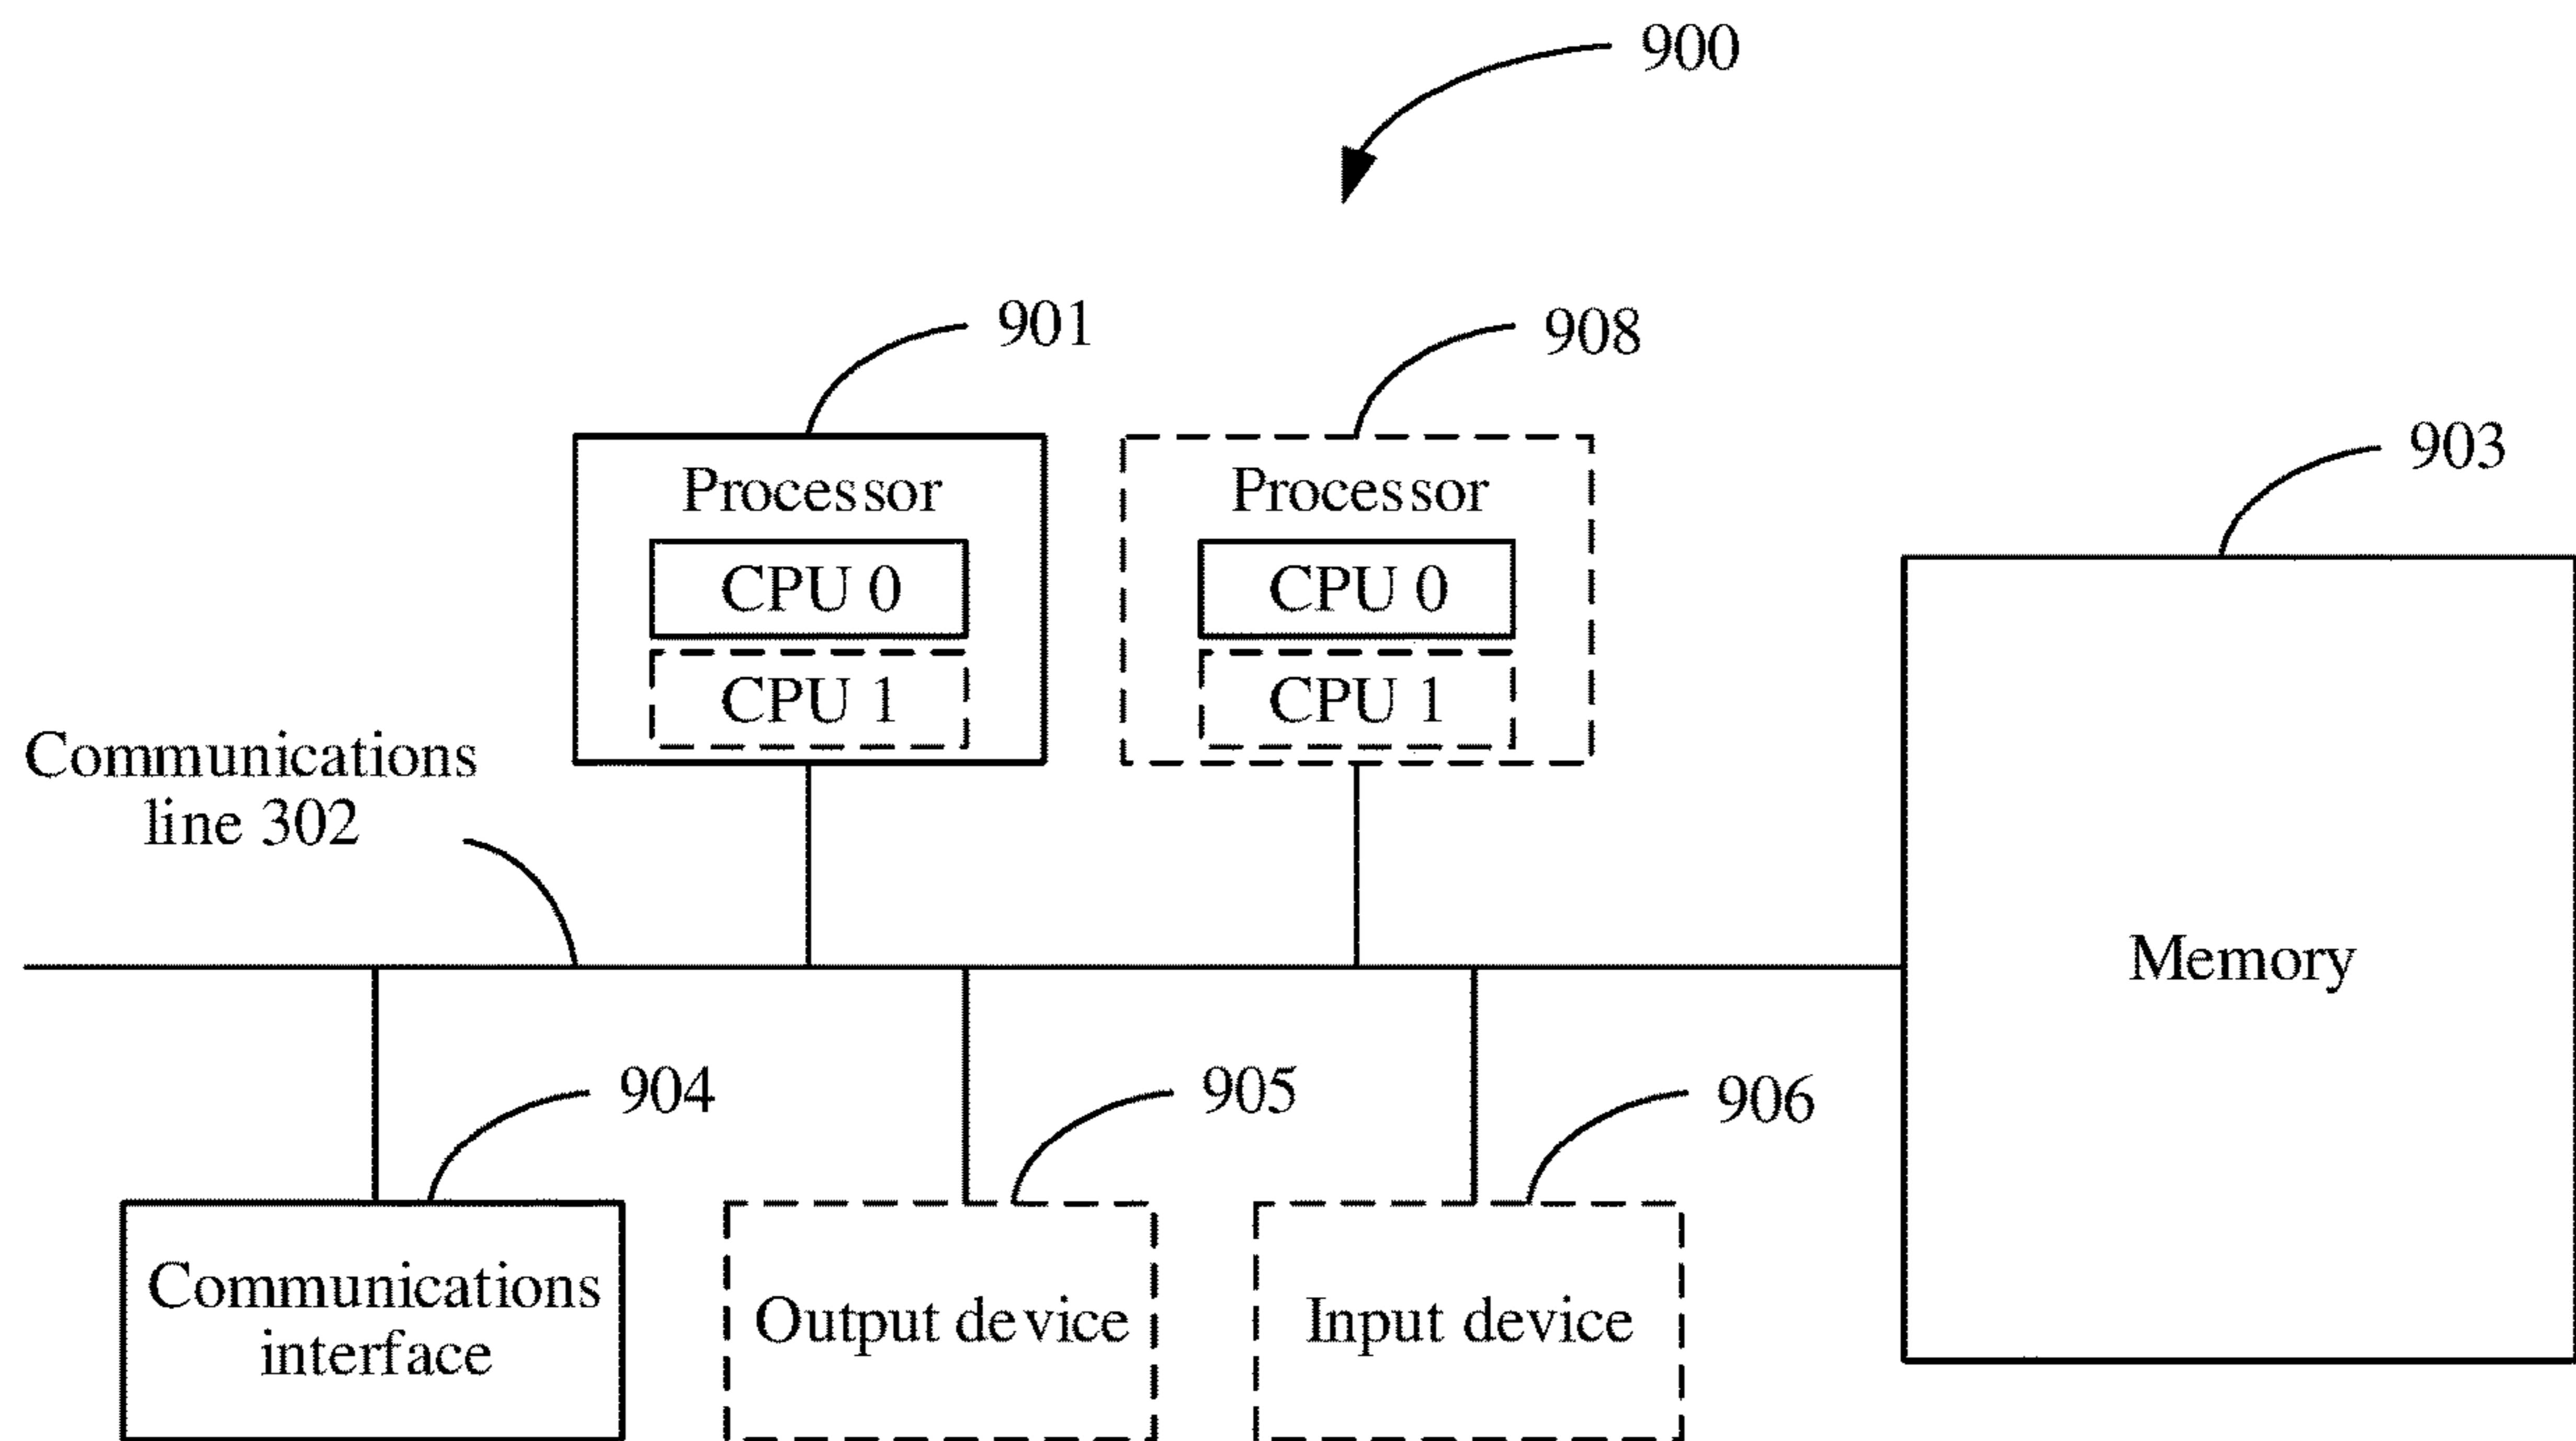 900
901
908
903
Processor
Processor
CPU 0
CPU 0
CPU 1
CPU 1
Communications
line 302
Memory
904
905
906
Communications
interface
Output device
Input device